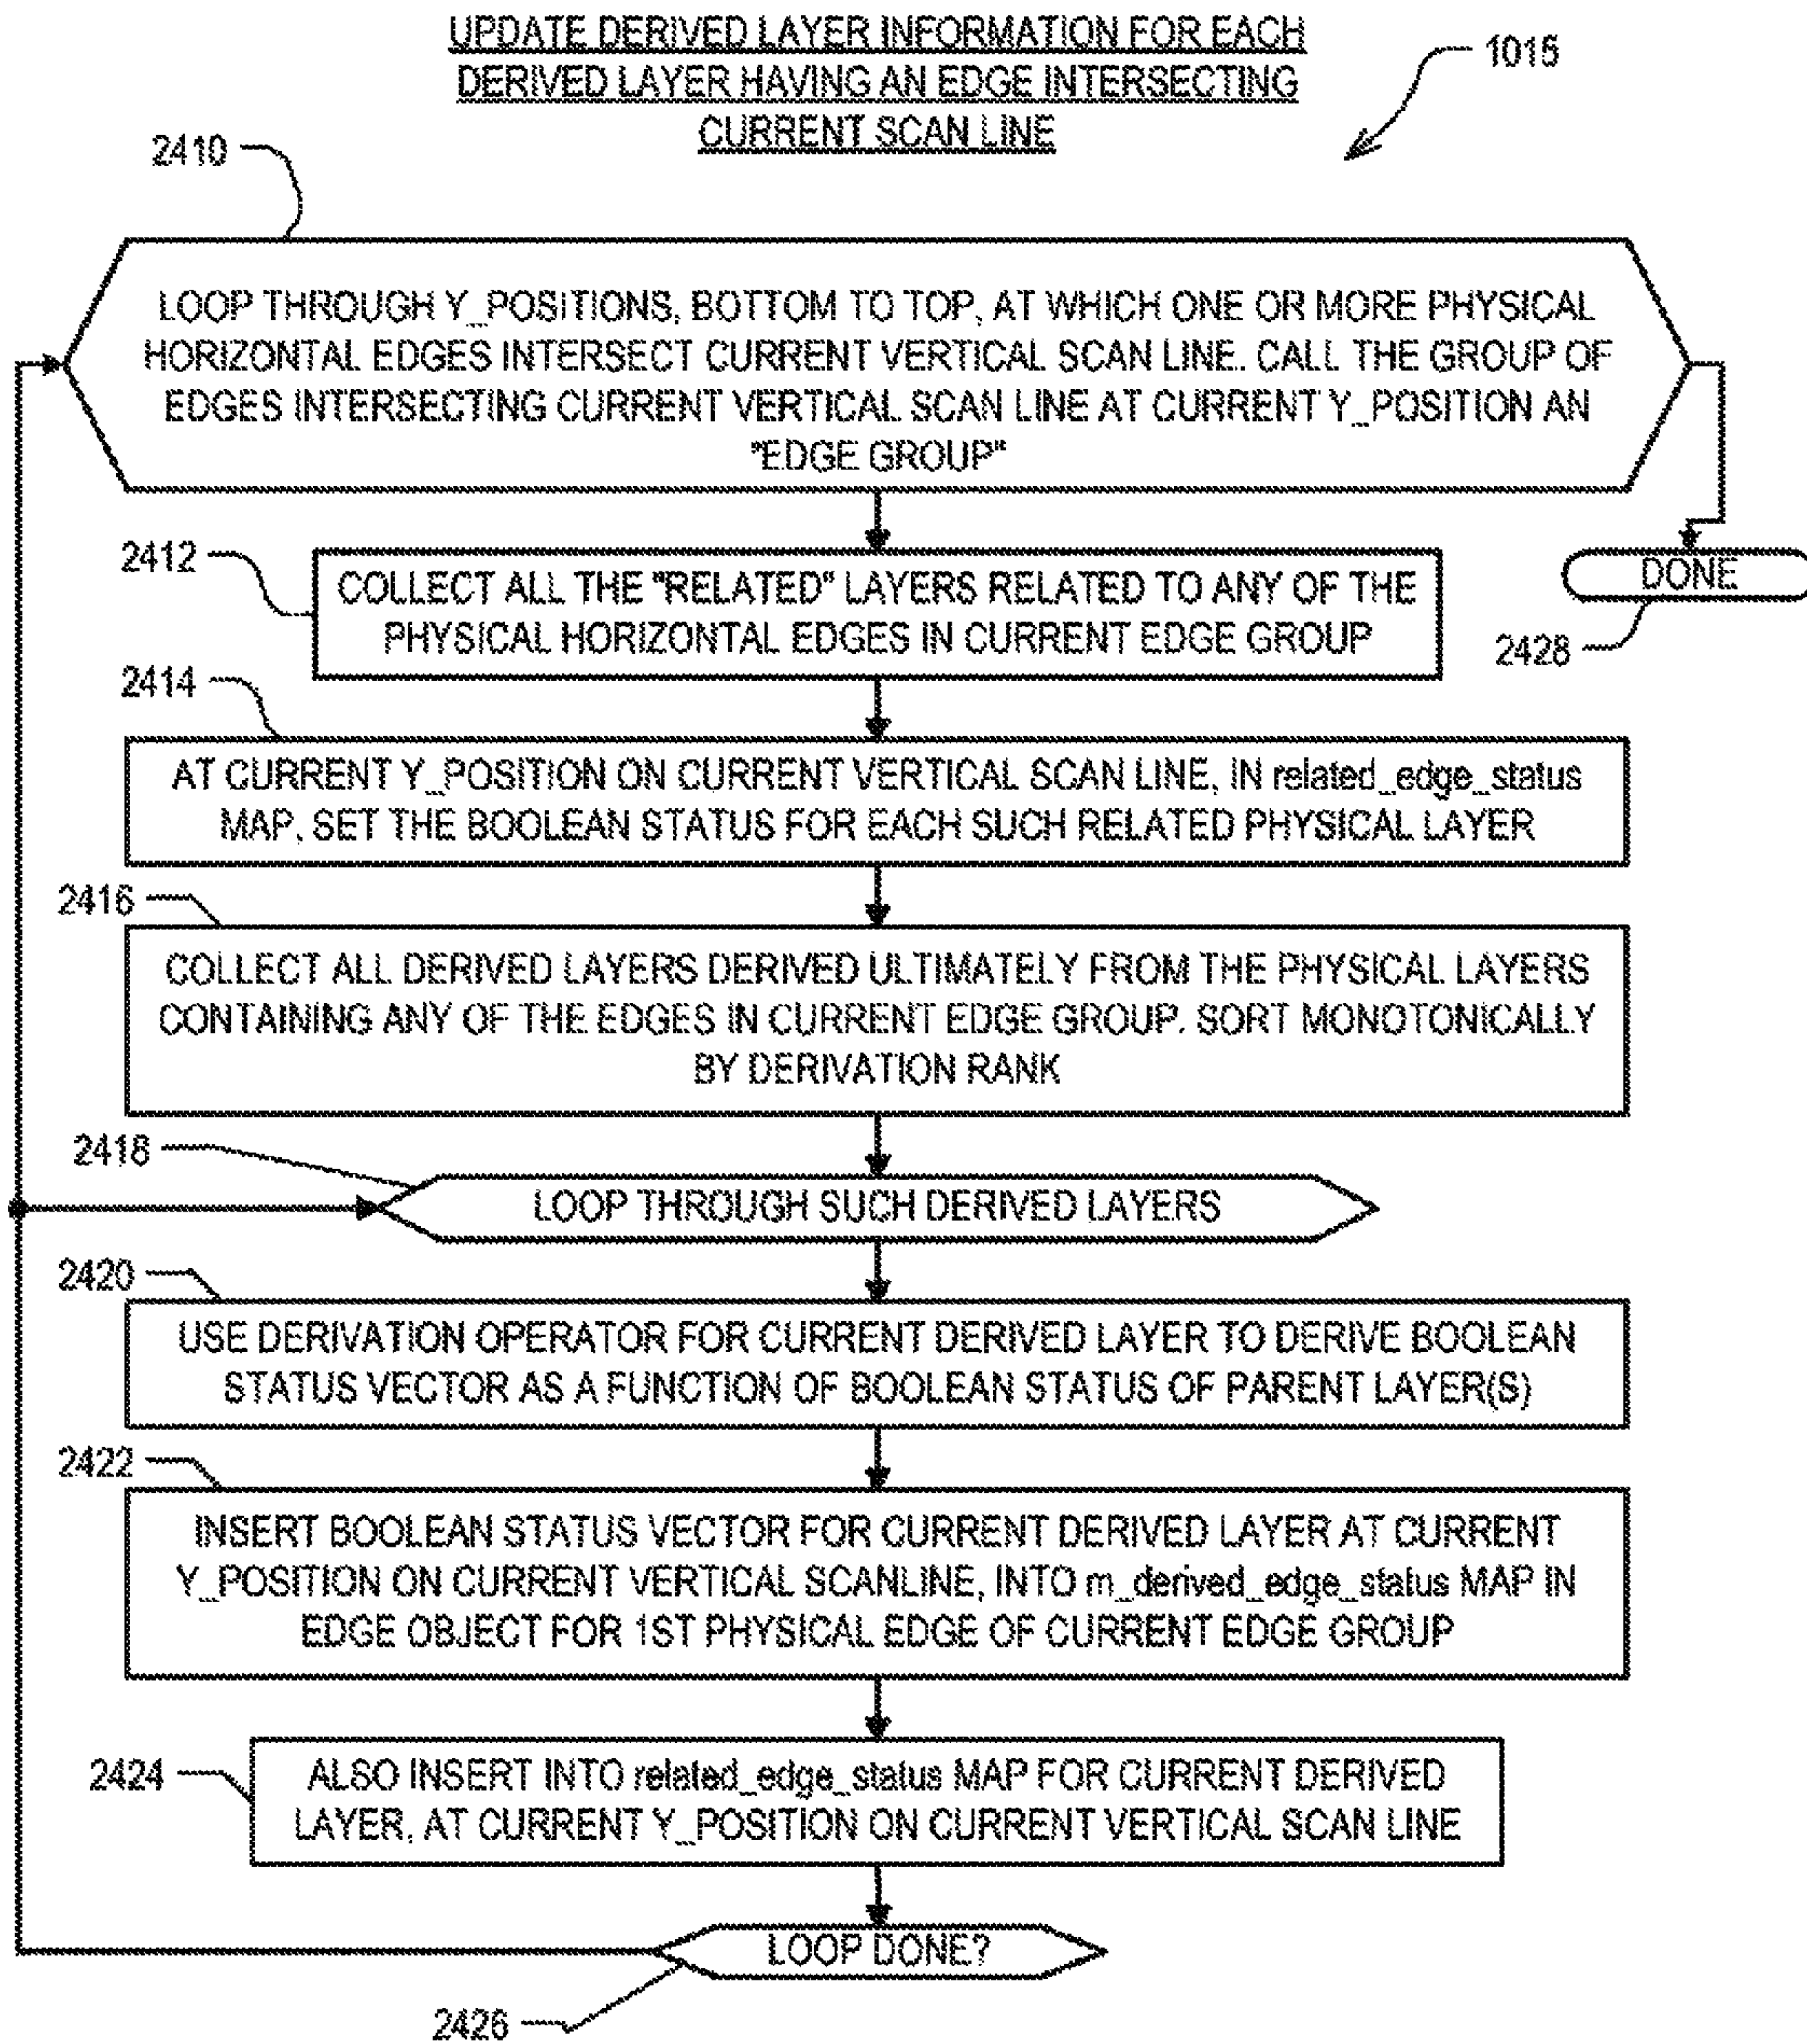 UPDATE DERIVED LAYER INFORMATION FOR EACH
DERIVED LAYER HAVING AN EDGE INTERSECTING
CURRENT SCAN LINE
1015
2410
LOOP THROUGH Y_POSITIONS, BOTTOM TO TOP, AT WHICH ONE OR MORE PHYSICAL
HORIZONTAL EDGES INTERSECT CURRENT VERTICAL SCAN LINE. CALL THE GROUP OF
EDGES INTERSECTING CURRENT VERTICAL SCAN LINE AT CURRENT Y_POSITION AN
"EDGE GROUP"
2412
COLLECT ALL THE "RELATED" LAYERS RELATED TO ANY OF THE
PHYSICAL HORIZONTAL EDGES IN CURRENT EDGE GROUP
DONE
2428
2414
AT CURRENT Y_POSITION ON CURRENT VERTICAL SCAN LINE, IN related_edge_status
MAP, SET THE BOOLEAN STATUS FOR EACH SUCH RELATED PHYSICAL LAYER
2416
COLLECT ALL DERIVED LAYERS DERIVED ULTIMATELY FROM THE PHYSICAL LAYERS
CONTAINING ANY OF THE EDGES IN CURRENT EDGE GROUP. SORT MONOTONICALLY
BY DERIVATION RANK
2418
LOOP THROUGH SUCH DERIVED LAYERS
2420
USE DERIVATION OPERATOR FOR CURRENT DERIVED LAYER TO DERIVE BOOLEAN
STATUS VECTOR AS A FUNCTION OF BOOLEAN STATUS OF PARENT LAYER(S)
2422
INSERT BOOLEAN STATUS VECTOR FOR CURRENT DERIVED LAYER AT CURRENT
Y_POSITION ON CURRENT VERTICAL SCANLINE, INTO m_derived_edge_status MAP IN
EDGE OBJECT FOR 1ST PHYSICAL EDGE OF CURRENT EDGE GROUP
2424
ALSO INSERT INTO related_edge_status MAP FOR CURRENT DERIVED
LAYER, AT CURRENT Y_POSITION ON CURRENT VERTICAL SCAN LINE
LOOP DONE?
2426